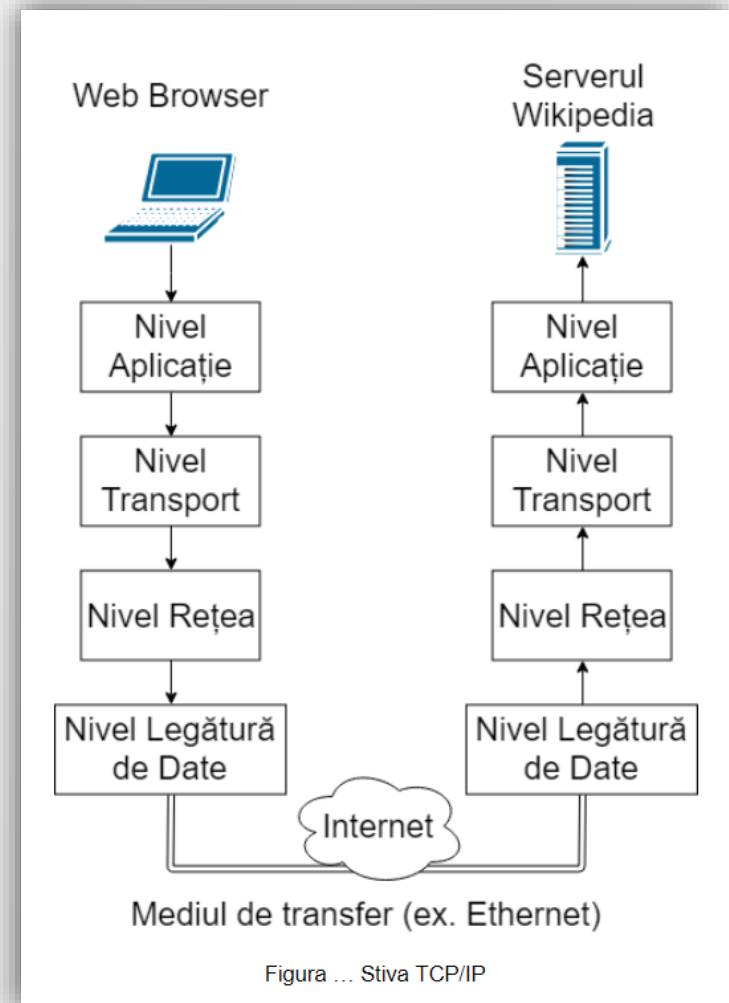 Web Browser
Serverul
Wikipedia
Nivel
Aplicație
Nivel
Aplicație
Nivel
Transport
Nivel
Transport
Nivel Rețea
Nivel Rețea
Nivel Legătură
de Date
Nivel Legătură
de Date
Internet
Mediul de transfer (ex. Ethernet)
Figura ... Stiva TCP/IP